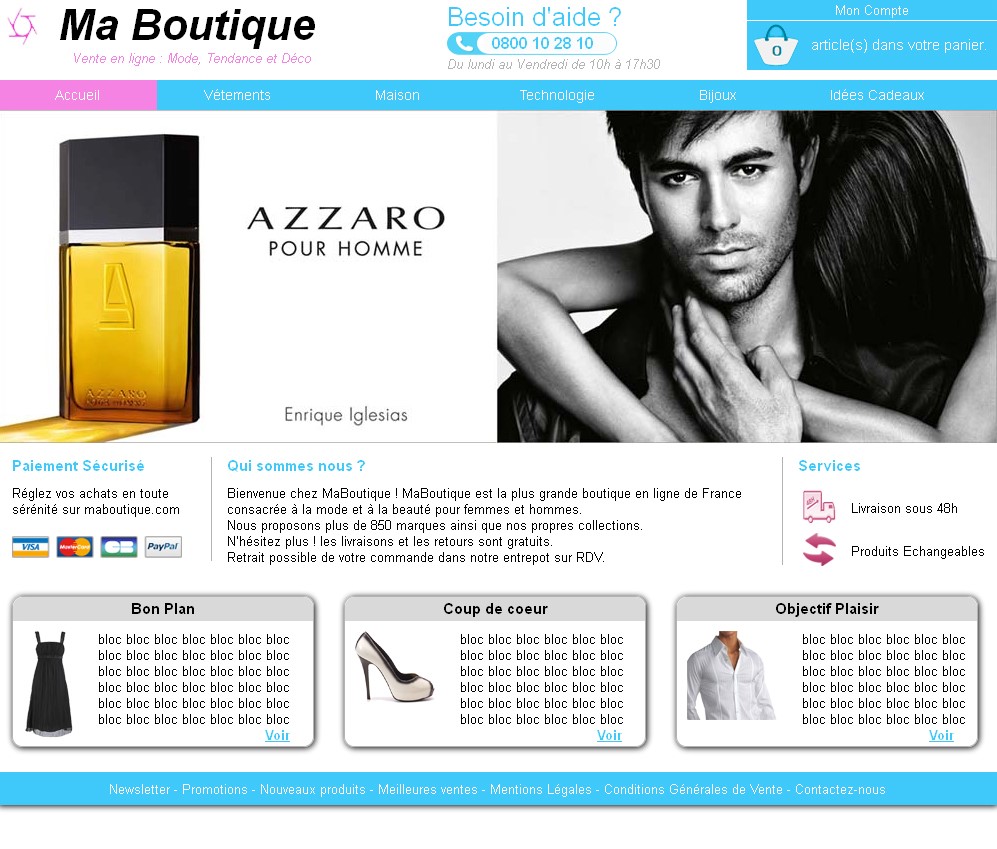 Ma Boutique
Vente en ligne : Mode, Tendance et Déco
Besoin d'aide ?
0800 10 28 10
Du lundi au Vendredi de 10h à 17h30
Mon Compte
0
article(s) dans votre panier.
Accueil Vêtements Maison Technologie Bijoux Idées Cadeaux
AZZARO
POUR HOMME
AZZARO
Enrique Iglesias
Paiement Sécurisé
Réglez vos achats en toute
sérénité sur maboutique.com
VISA MasterCard CB PayPal
Qui sommes nous ?
Bienvenue chez MaBoutique ! MaBoutique est la plus grande boutique en ligne de France
consacrée à la mode et à la beauté pour femmes et hommes.
Nous proposons plus de 850 marques ainsi que nos propres collections.
N'hésitez plus ! les livraisons et les retours sont gratuits.
Retrait possible de votre commande dans notre entrepot sur RDV.
Services
48H
Livraison sous 48h
Produits Echangeables
Bon Plan
bloc bloc bloc bloc bloc bloc bloc
bloc bloc bloc bloc bloc bloc bloc
bloc bloc bloc bloc bloc bloc bloc
bloc bloc bloc bloc bloc bloc bloc
bloc bloc bloc bloc bloc bloc bloc
bloc bloc bloc bloc bloc bloc bloc
Voir
Coup de coeur
bloc bloc bloc bloc bloc bloc
bloc bloc bloc bloc bloc bloc
bloc bloc bloc bloc bloc bloc
bloc bloc bloc bloc bloc bloc
bloc bloc bloc bloc bloc bloc
bloc bloc bloc bloc bloc bloc
Voir
Objectif Plaisir
bloc bloc bloc bloc bloc bloc
bloc bloc bloc bloc bloc bloc
bloc bloc bloc bloc bloc bloc
bloc bloc bloc bloc bloc bloc
bloc bloc bloc bloc bloc bloc
bloc bloc bloc bloc bloc bloc
Voir
Newsletter - Promotions - Nouveaux produits - Meilleures ventes - Mentions Légales - Conditions Générales de Vente - Contactez-nous